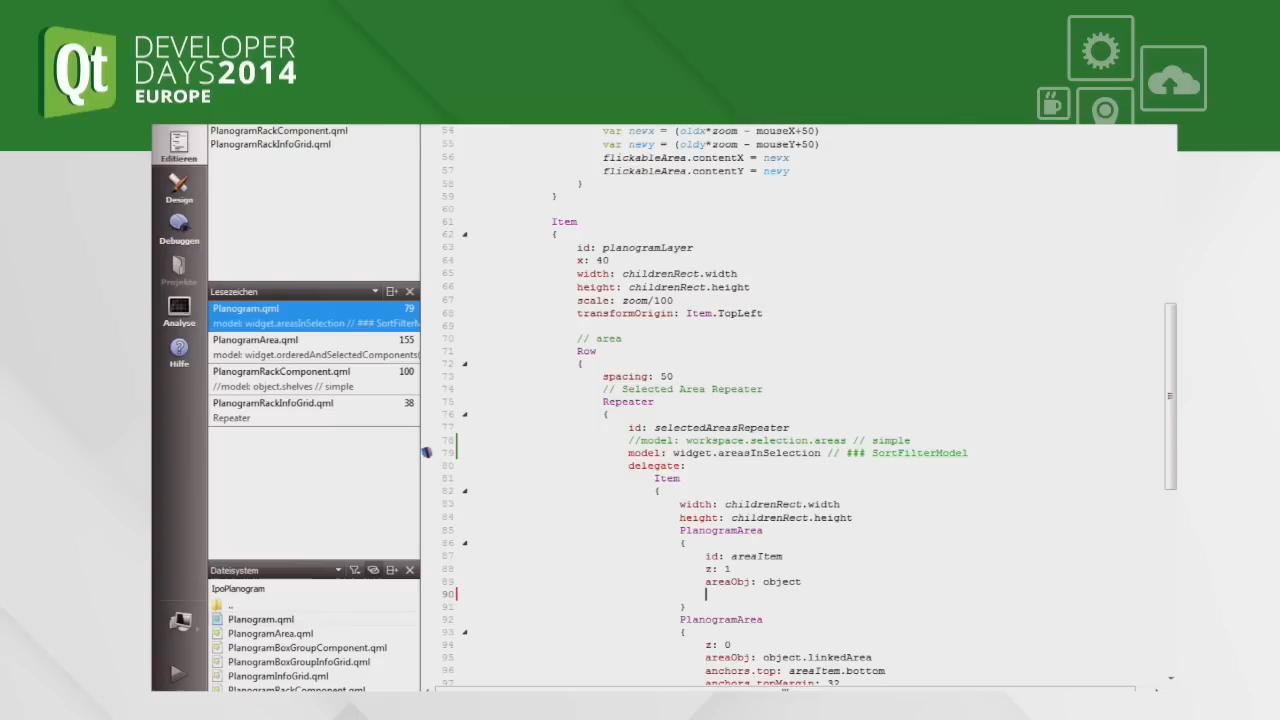 Qt
DEVELOPER
DAYS2014
EUROPE
Editieren
Design
Debuggen
Projekte
Analyse
Hilfe
PlanogramRackComponent.qml
PlanogramRackInfoGrid.qml
Lesezeichen
Planogram.qml 79
model: widget.areasInSelection // ### SortFilterM
PlanogramArea.qml 155
model: widget.orderedAndSelectedComponents(
PlanogramRackComponent.qml 100
//model: object.shelves // simple
PlanogramRackInfoGrid.qml 38
Repeater
Dateisystem
IpoPlanogram
..
Planogram.qml
PlanogramArea.qml
PlanogramBoxGroupComponent.qml
PlanogramBoxGroupInfoGrid.qml
PlanogramInfoGrid.qml
PlanogramRackComponent.qml
54 var newx = (oldx*zoom - mouseX+50)
55 var newy = (oldy*zoom - mouseY+50)
56 flickableArea.contentX = newx
57 flickableArea.contentY = newy
58 }
59 }
60
61 Item
62 {
63 id: planogramLayer
64 x: 40
65 width: childrenRect.width
66 height: childrenRect.height
67 scale: zoom/100
68 transformOrigin: Item.TopLeft
69
70 // area
71 Row
72 {
73 spacing: 50
74 // Selected Area Repeater
75 Repeater
76 {
77 id: selectedAreasRepeater
78 //model: workspace.selection.areas // simple
79 model: widget.areasInSelection // ### SortFilterModel
80 delegate:
81 Item
82 {
83 width: childrenRect.width
84 height: childrenRect.height
85 PlanogramArea
86 {
87 id: areaItem
88 z: 1
89 areaObj: object
90
91 }
92 PlanogramArea
93 {
94 z: 0
95 areaObj: object.linkedArea
96 anchors.top: areaItem.bottom
97 anchors.topMargin: 32